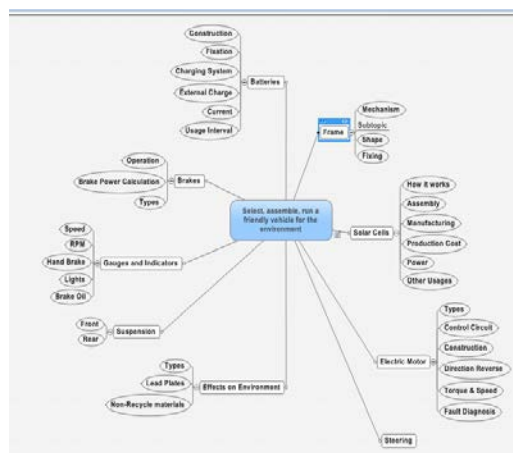 Construction
Fixation
Charging System
External Charge
Current
Usage Interval
Batteries
Mechanism
Subtopic
Shape
Fixing
Frame
Operation
Brake Power Calculation
Types
Brakes
Select, assemble, run a
friendly vehicle for the
environment
How it works
Assembly
Manufacturing
Production Cost
Power
Other Usages
Solar Cells
Speed
RPM
Hand Brake
Lights
Brake Oil
Gauges and Indicators
Front
Rear
Suspension
Types
Control Circuit
Construction
Direction Reverse
Torque & Speed
Fault Diagnosis
Electric Motor
Types
Lead Plates
Non-Recycle materials
Effects on Environment
Steering